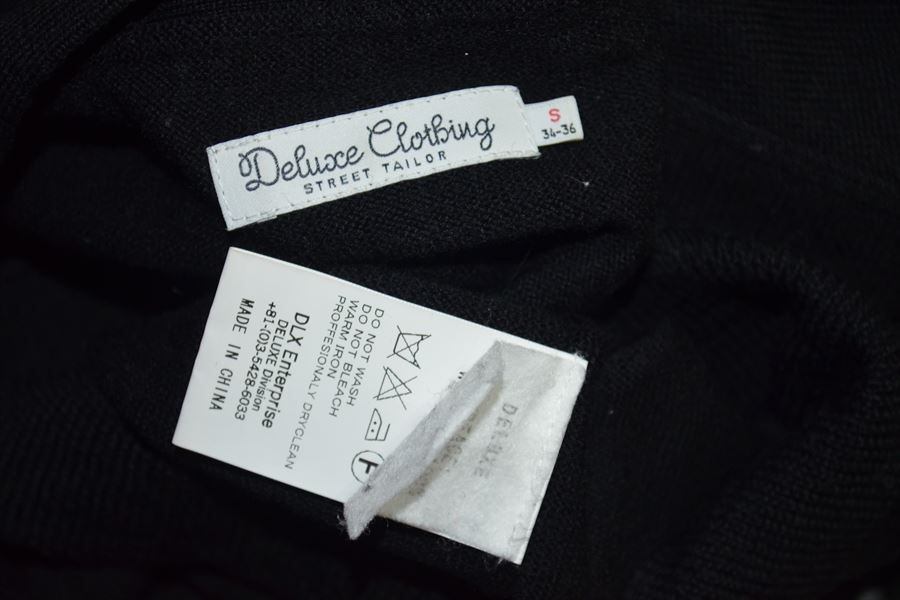 Deluxe Clothing
STREET TAILOR
S
34-36
DO NOT WASH
DO NOT BLEACH
WARM IRON
PROFFESIONALY DRYCLEAN
DLX Enterprise
DELUXE Division
+81-(0)3-5428-6033
MADE IN CHINA
F
DELUXE